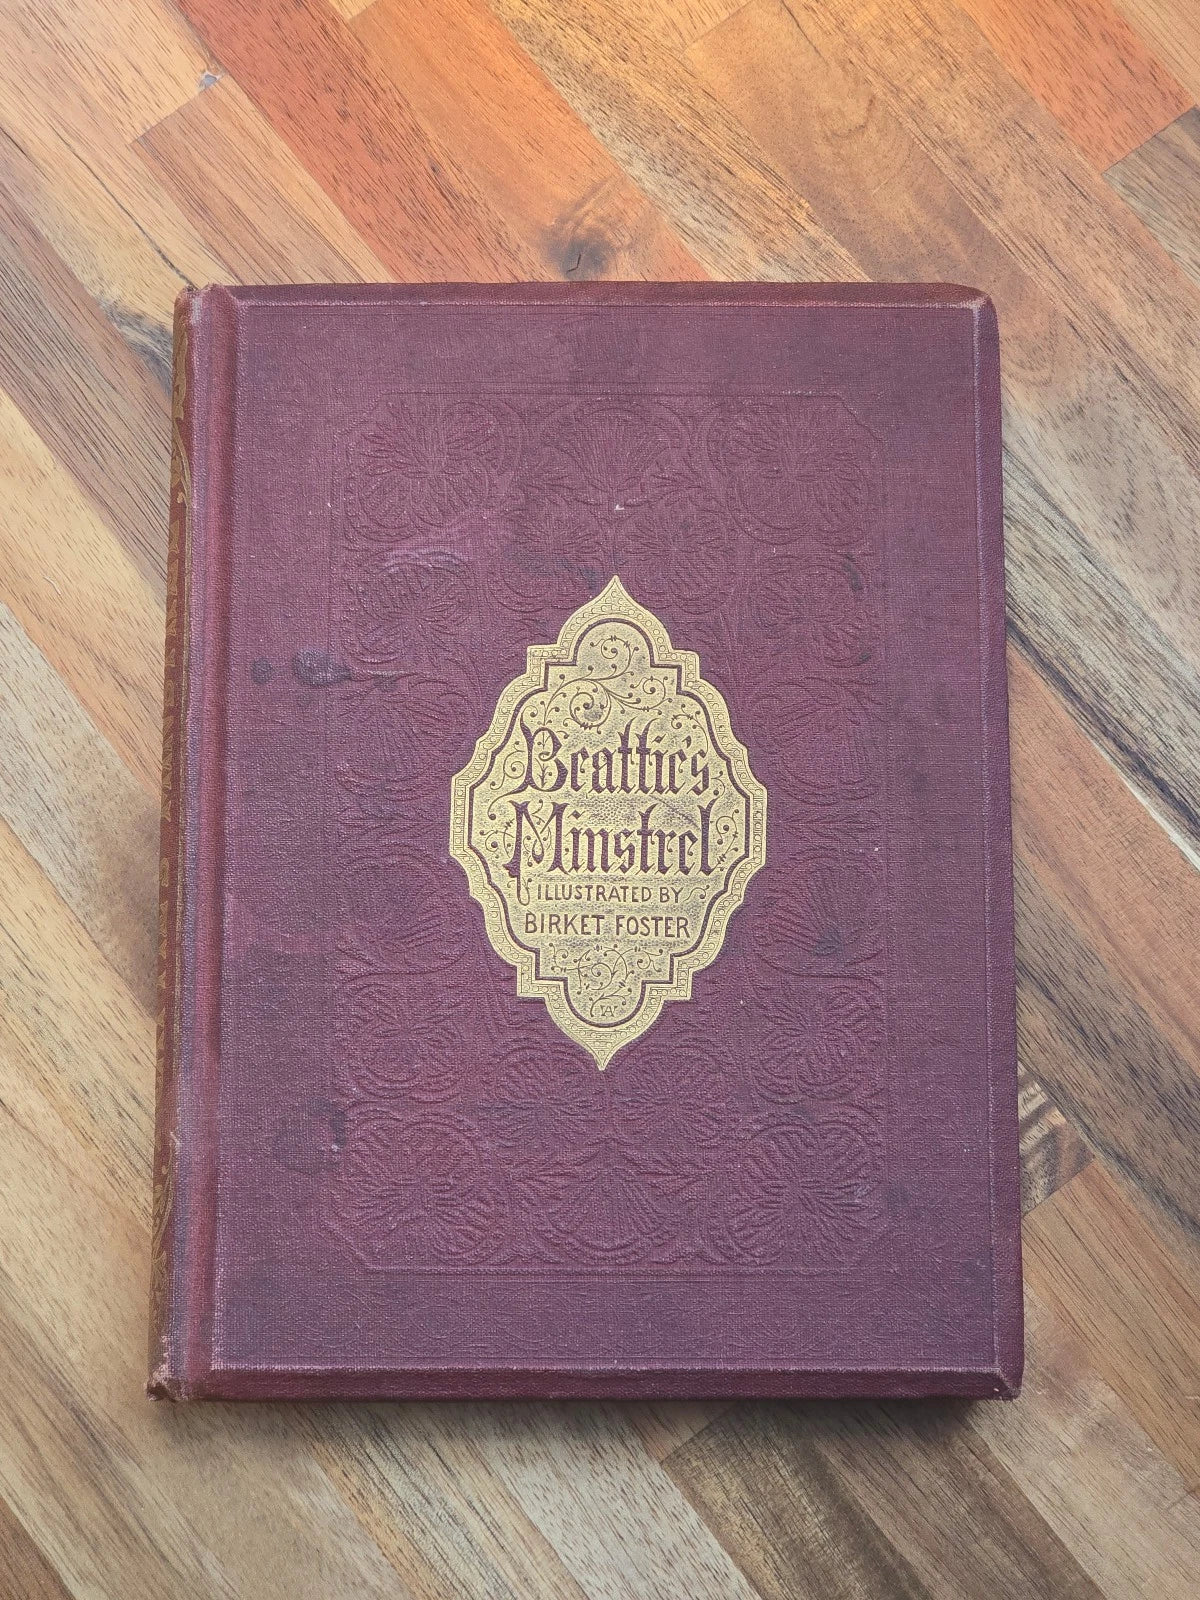 Beattie's
Minstrel.
ILLUSTRATED BY
BIRKET FOSTER